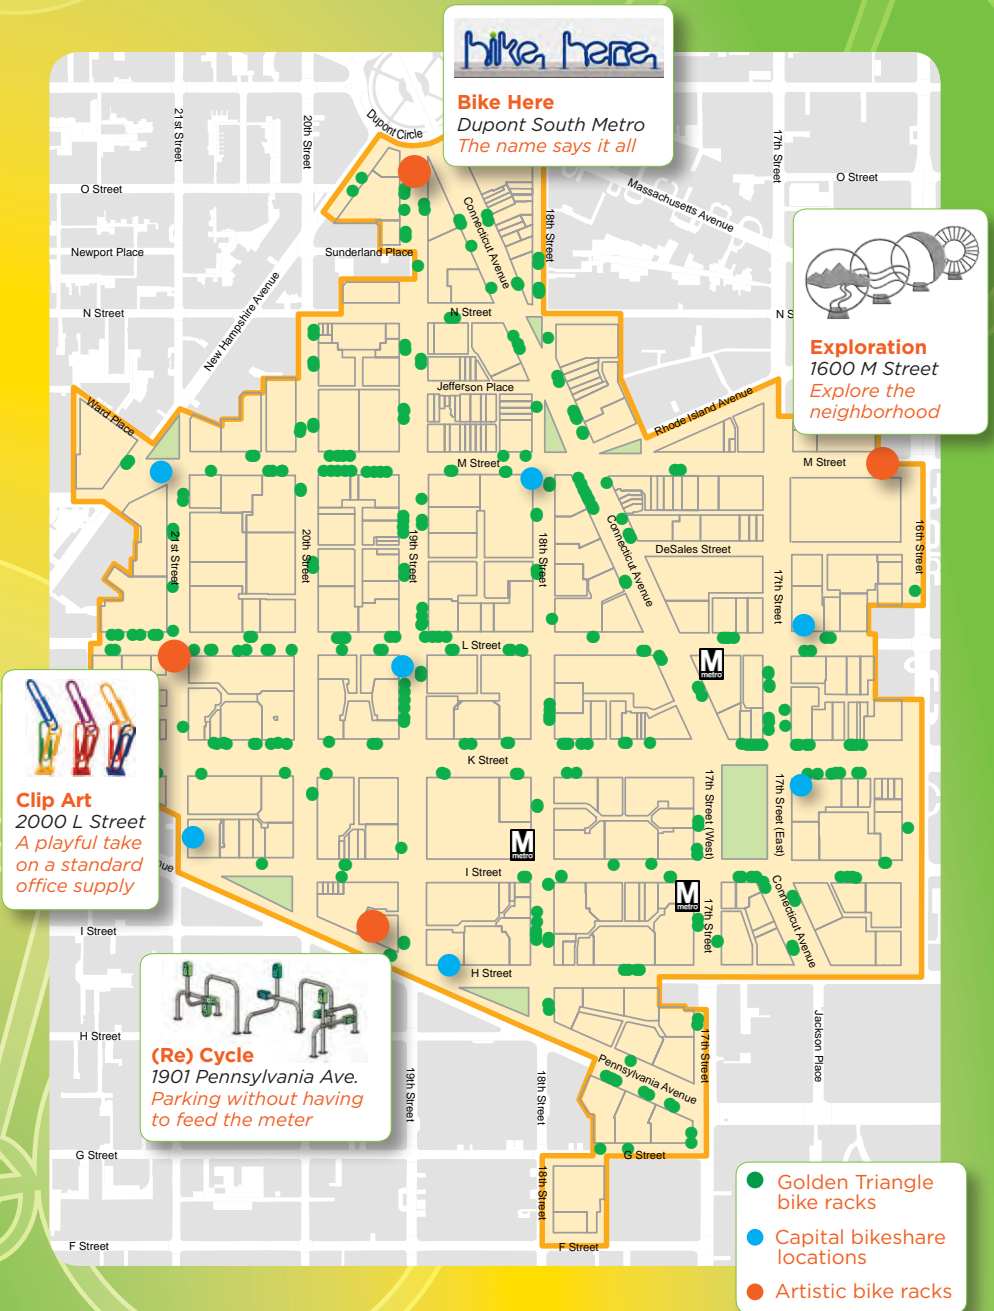 bike here
Bike Here
Dupont South Metro
The name says it all
Dupont Circle
21st Street
20th Street
17th Street
O Street
O Street
Massachusetts Avenue
Connecticut Avenue
18th Street
Newport Place
Sunderland Place
New Hampshire Avenue
N Street
N Street
N S
Exploration
1600 M Street
Explore the
neighborhood
Jefferson Place
Rhode Island Avenue
Ward Place
M Street
M Street
21st Street
20th Street
19th Street
18th Street
Connecticut Avenue
DeSales Street
17th Street
16th Street
L Street
M
metro
Clip Art
2000 L Street
A playful take
on a standard
office supply
K Street
17th Street (West)
17th Sreet (East)
M
metro
nue
I Street
M
metro
17th Street
Connecticut Avenue
I Street
H Street
(Re) Cycle
1901 Pennsylvania Ave.
Parking without having
to feed the meter
H Street
17th Street
Jackson Place
Pennsylvania Avenue
19th Street
18th Street
G Street
G Street
18th Street
F Street
F Street
Golden Triangle
bike racks
Capital bikeshare
locations
Artistic bike racks